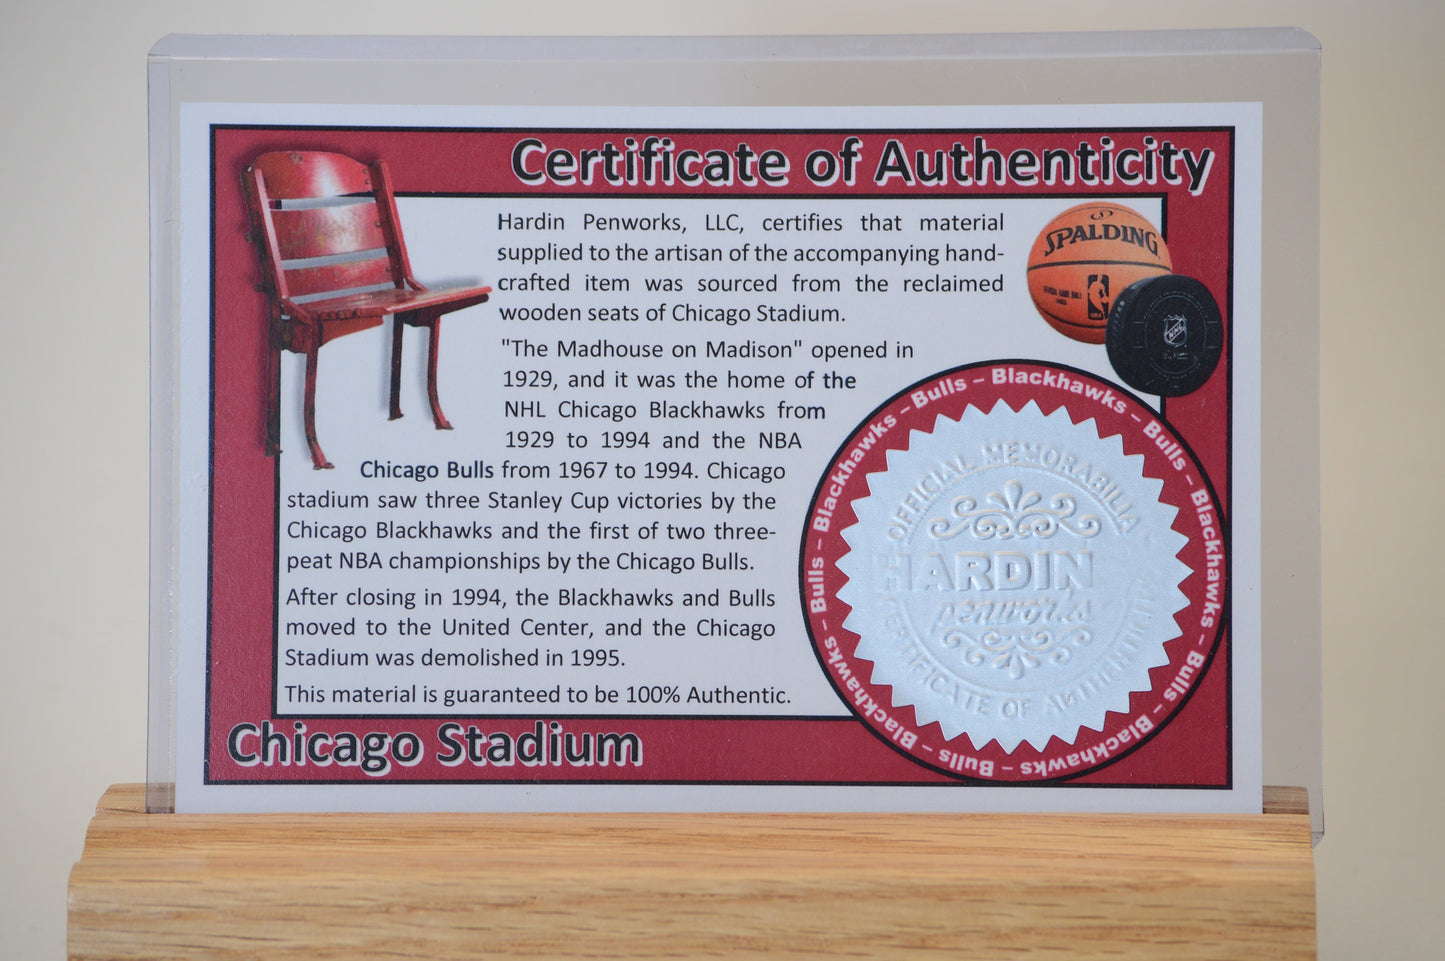 Certificate of Authenticity
Hardin Penworks, LLC, certifies that material
supplied to the artisan of the accompanying hand-
crafted item was sourced from the reclaimed
wooden seats of Chicago Stadium.
"The Madhouse on Madison" opened in
1929, and it was the home of the
NHL Chicago Blackhawks from
1929 to 1994 and the NBA
Chicago Bulls from 1967 to 1994. Chicago
stadium saw three Stanley Cup victories by the
Chicago Blackhawks and the first of two three-
peat NBA championships by the Chicago Bulls.
After closing in 1994, the Blackhawks and Bulls
moved to the United Center, and the Chicago
Stadium was demolished in 1995.
This material is guaranteed to be 100% Authentic.
Chicago Stadium
SPALDING
NBA
NHL
Bulls – Blackhawks – Bulls – Blackhawks – Bulls – Blackhawks – Bulls – Blackhawks – Bulls – Blackhawks –
OFFICIAL MEMORABILIA
HARDIN
penworks
CERTIFICATE OF AUTHENTICITY